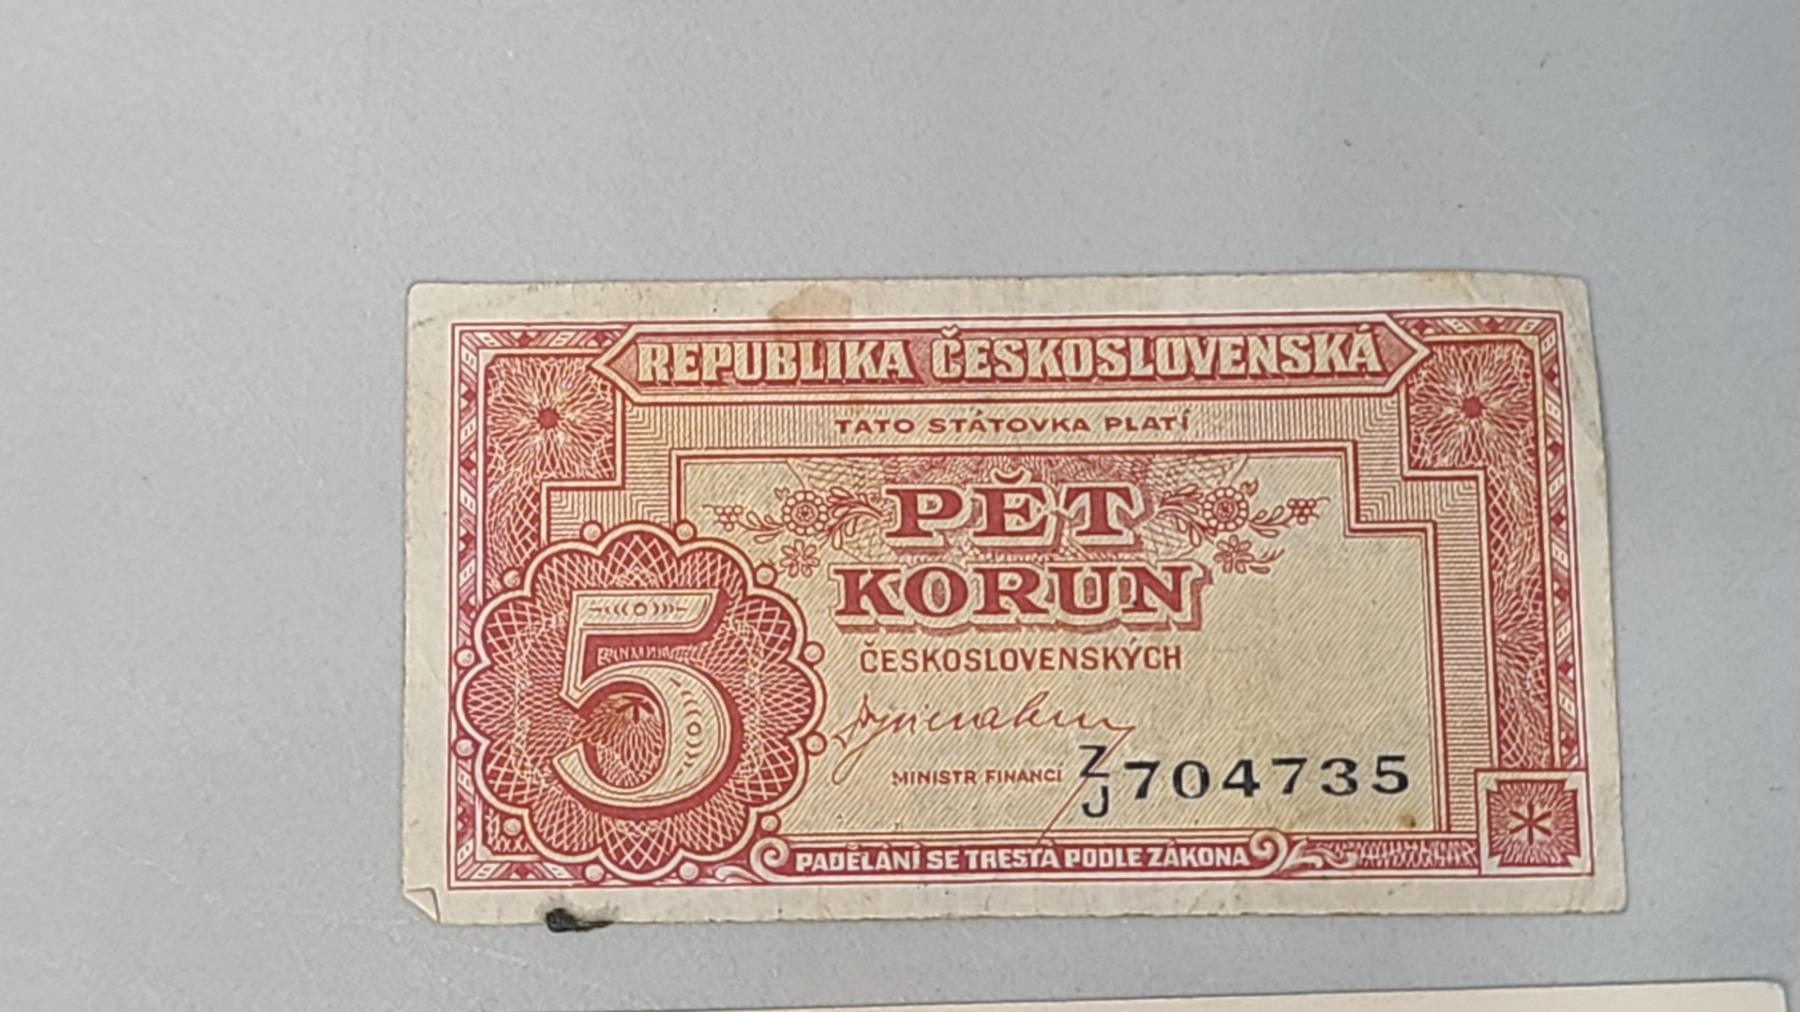 REPUBLIKA ČESKOSLOVENSKÁ
TATO STÁTOVKA PLATÍ
PĚT
KORUN
ČESKOSLOVENSKÝCH
5
MINISTR FINANCÍ Z/J 704735
PADĚLÁNÍ SE TRESTÁ PODLE ZÁKONA